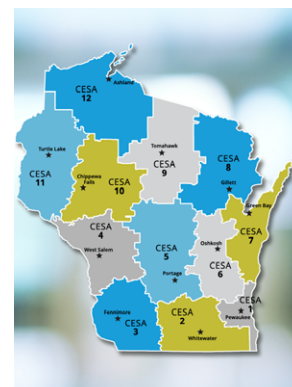 Ashland
CESA
12
Turtle Lake
CESA
11
Chippewa
Falls
CESA
10
Tomahawk
CESA
9
CESA
8
Gillett
Green Bay
CESA
7
CESA
4
West Salem
CESA
5
Portage
Oshkosh
CESA
6
CESA
1
Pewaukee
Fennimore
CESA
3
CESA
2
Whitewater